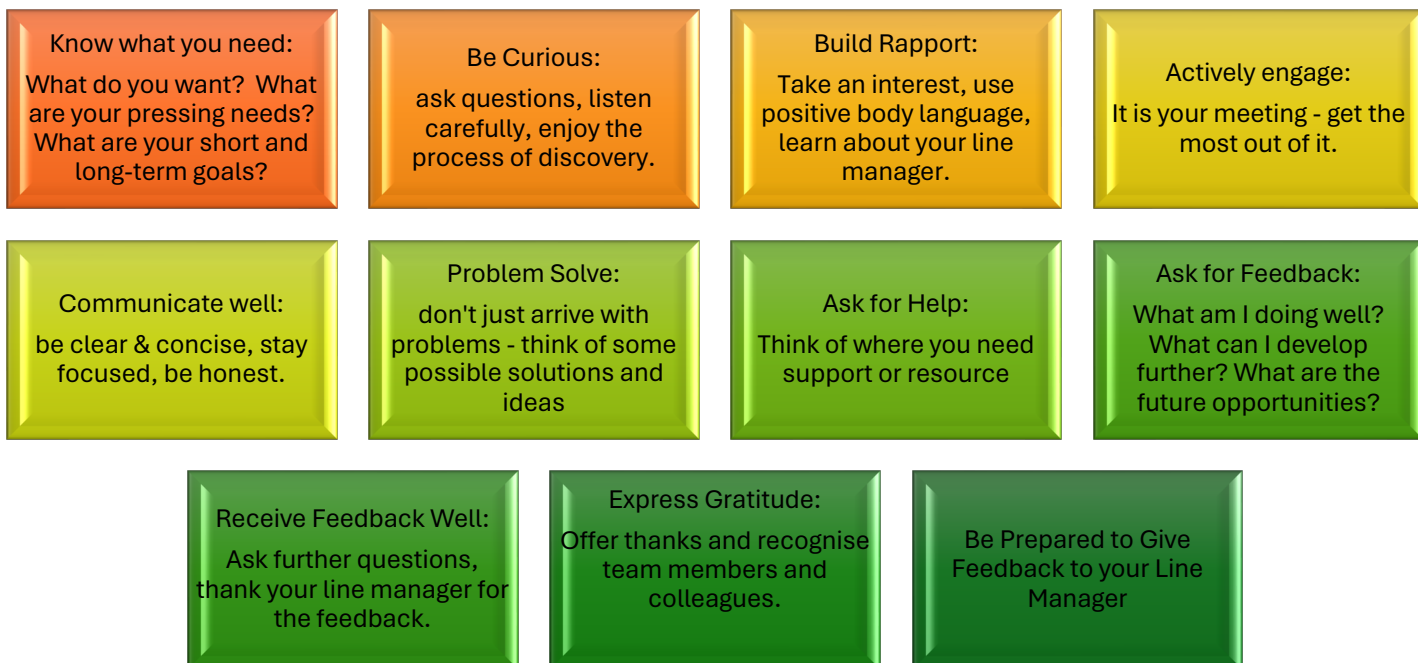 Know what you need:
What do you want?  What
are your pressing needs?
What are your short and
long-term goals?
Be Curious:
ask questions, listen
carefully, enjoy the
process of discovery.
Build Rapport:
Take an interest, use
positive body language,
learn about your line
manager.
Actively engage:
It is your meeting - get the
most out of it.
Communicate well:
be clear & concise, stay
focused, be honest.
Problem Solve:
don't just arrive with
problems - think of some
possible solutions and
ideas
Ask for Help:
Think of where you need
support or resource
Ask for Feedback:
What am I doing well?
What can I develop
further? What are the
future opportunities?
Receive Feedback Well:
Ask further questions,
thank your line manager for
the feedback.
Express Gratitude:
Offer thanks and recognise
team members and
colleagues.
Be Prepared to Give
Feedback to your Line
Manager